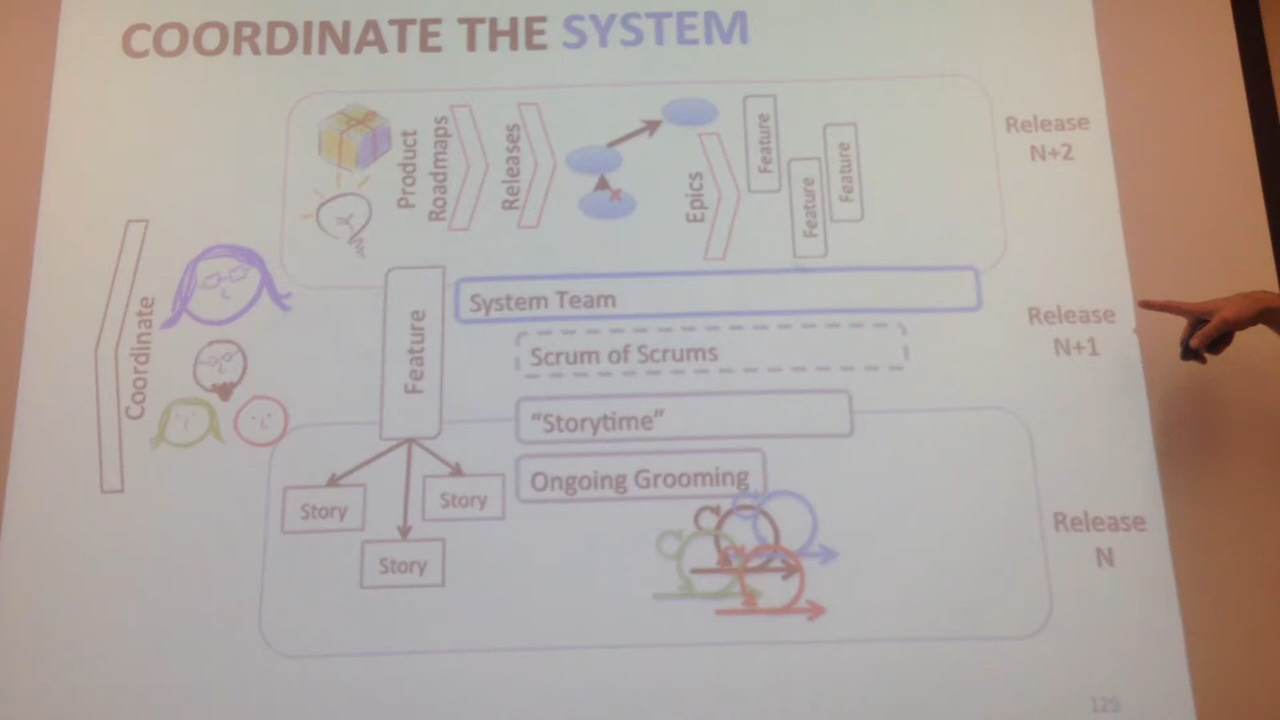 COORDINATE THE SYSTEM
Product
Roadmaps
Releases
Epics
Feature
Feature
Feature
Release
N+2
Coordinate
Feature
System Team
Scrum of Scrums
Release
N+1
"Storytime"
Ongoing Grooming
Story
Story
Story
Release
N
129